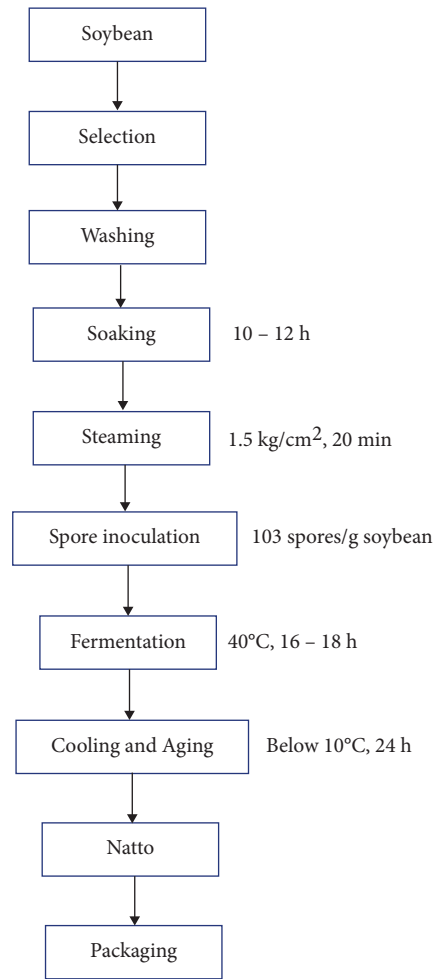 Soybean
Selection
Washing
Soaking 10 – 12 h
Steaming 1.5 kg/cm² , 20 min
Spore inoculation 103 spores/g soybean
Fermentation 40°C, 16 – 18 h
Cooling and Aging Below 10°C, 24 h
Natto
Packaging